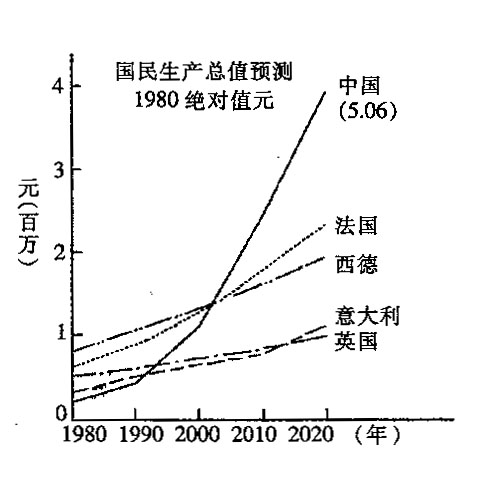 国民生产总值预测
1980 绝对值元
4
3
2
1
0
元(百万)
中国
(5.06)
法国
西德
意大利
英国
1980 1990 2000 2010 2020 (年)